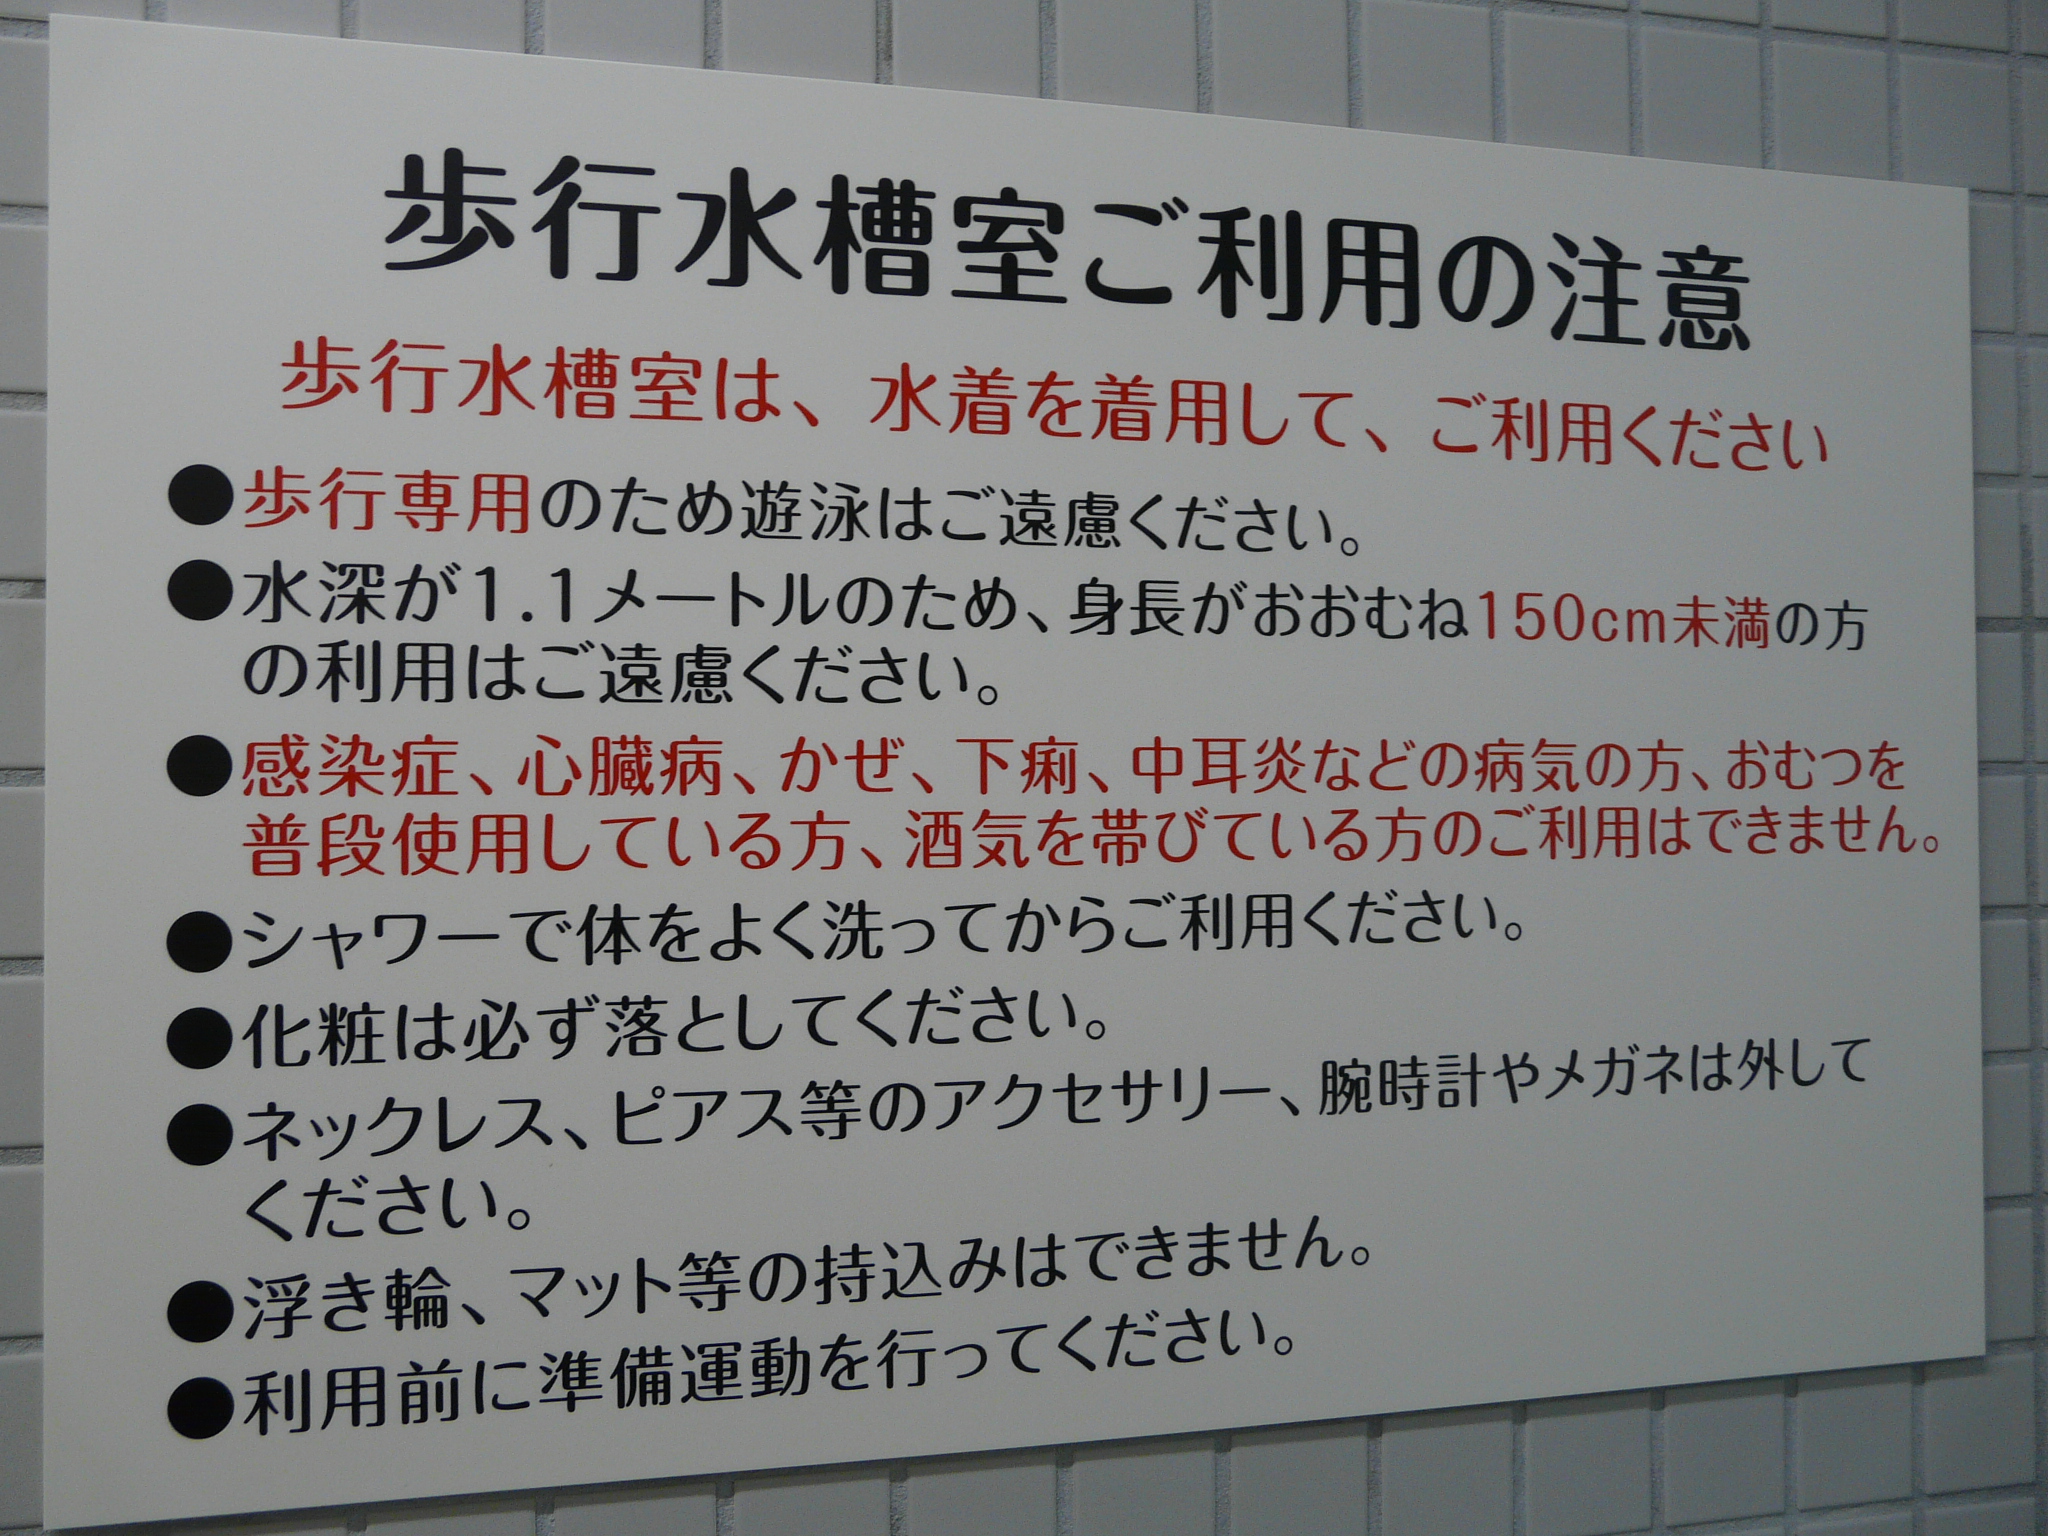 歩行水槽室ご利用の注意
歩行水槽室は、水着を着用して、ご利用ください
●歩行専用のため遊泳はご遠慮ください。
●水深が1.1メートルのため、身長がおおむね150cm未満の方
の利用はご遠慮ください。
●感染症、心臓病、かぜ、下痢、中耳炎などの病気の方、おむつを
普段使用している方、酒気を帯びている方のご利用はできません。
●シャワーで体をよく洗ってからご利用ください。
●化粧は必ず落としてください。
●ネックレス、ピアス等のアクセサリー、腕時計やメガネは外して
ください。
●浮き輪、マット等の持込みはできません。
●利用前に準備運動を行ってください。